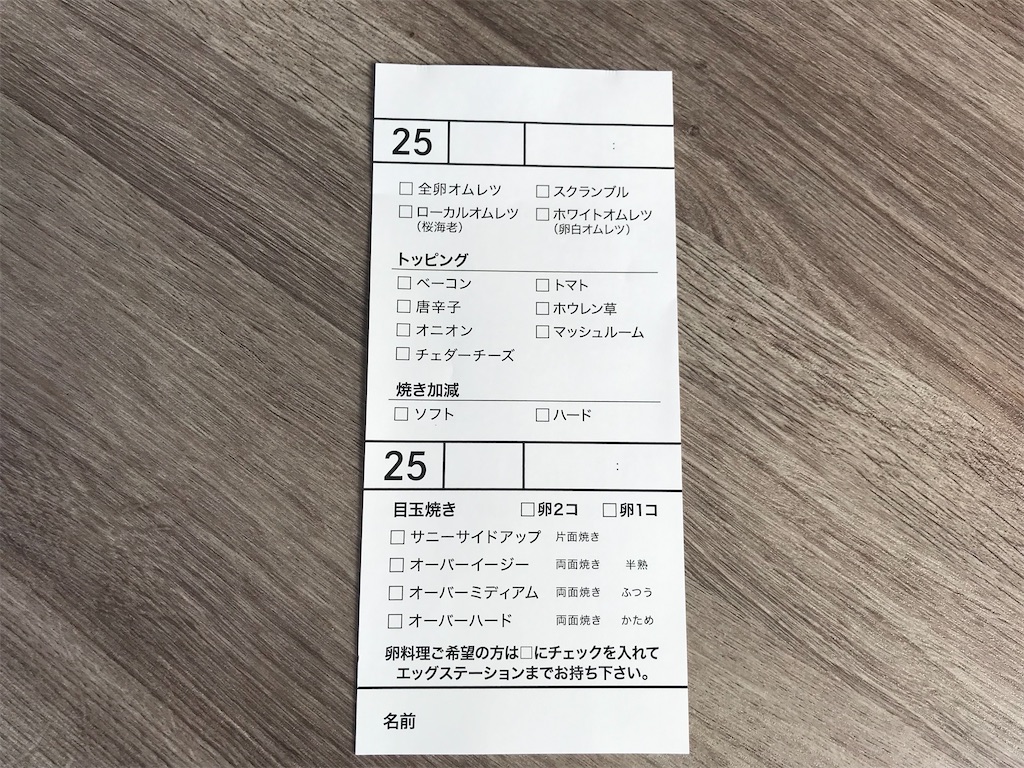 25 :
□ 全卵オムレツ □ スクランブル
□ ローカルオムレツ □ ホワイトオムレツ
（桜海老） （卵白オムレツ）
トッピング
□ ベーコン □ トマト
□ 唐辛子 □ ホウレン草
□ オニオン □ マッシュルーム
□ チェダーチーズ
焼き加減
□ ソフト □ ハード
25 :
目玉焼き □卵2コ □卵1コ
□ サニーサイドアップ 片面焼き
□ オーバーイージー 両面焼き 半熟
□ オーバーミディアム 両面焼き ふつう
□ オーバーハード 両面焼き かため
卵料理ご希望の方は□にチェックを入れて
エッグステーションまでお持ち下さい。
名前